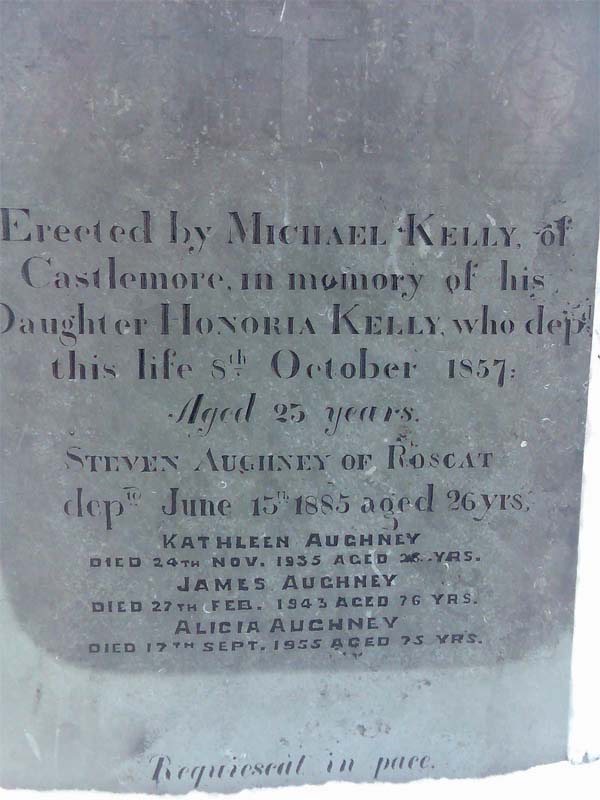 Erected by MICHAEL KELLY, of
Castlemore, in memory of his
Daughter HONORIA KELLY, who dep.d
this life 8th October 1857:
Aged 25 years.
STEVEN AUGHNEY OF ROSCAT
dep.TD June 15th 1885 aged 26 yrs,
KATHLEEN AUGHNEY
DIED 24TH NOV. 1935 AGED YRS.
JAMES AUGHNEY
DIED 27TH FEB. 1943 AGED 76 YRS.
ALICIA AUGHNEY
DIED 17TH SEPT. 1955 AGED 75 YRS.
Requiescat in pace.